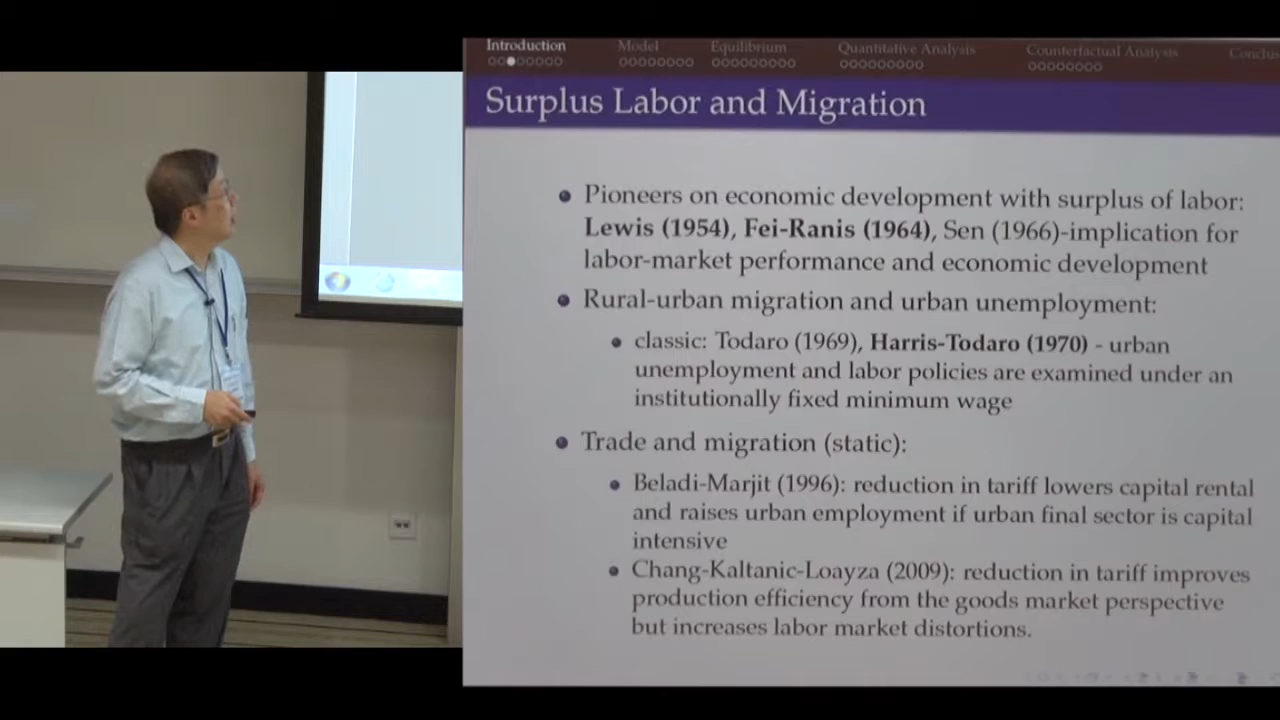 Introduction Model Equilibrium Quantitative Analysis Counterfactual Analysis
Surplus Labor and Migration
Pioneers on economic development with surplus of labor:
Lewis (1954), Fei-Ranis (1964), Sen (1966)-implication for
labor-market performance and economic development
Rural-urban migration and urban unemployment:
classic: Todaro (1969), Harris-Todaro (1970) - urban
unemployment and labor policies are examined under an
institutionally fixed minimum wage
Trade and migration (static):
Beladi-Marjit (1996): reduction in tariff lowers capital rental
and raises urban employment if urban final sector is capital
intensive
Chang-Kaltanic-Loayza (2009): reduction in tariff improves
production efficiency from the goods market perspective
but increases labor market distortions.